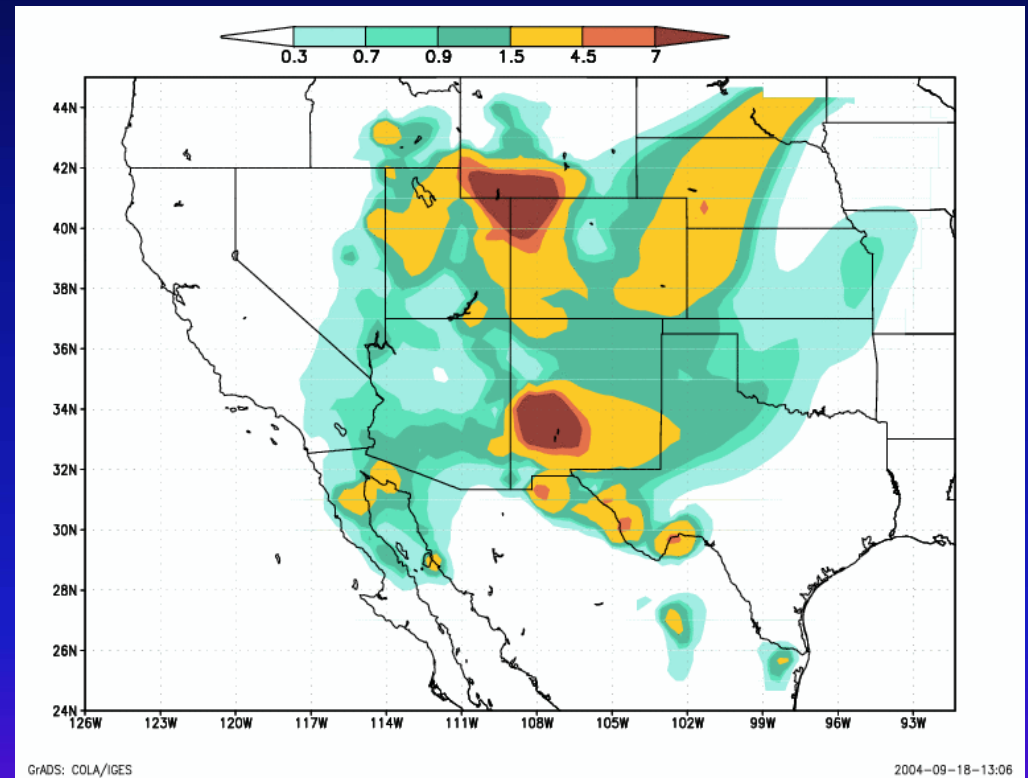 0.3 0.7 0.9 1.5 4.5 7
44N
42N
40N
38N
36N
34N
32N
30N
28N
26N
24N
126W 123W 120W 117W 114W 111W 108W 105W 102W 99W 96W 93W
GrADS: COLA/IGES 2004-09-18-13:06